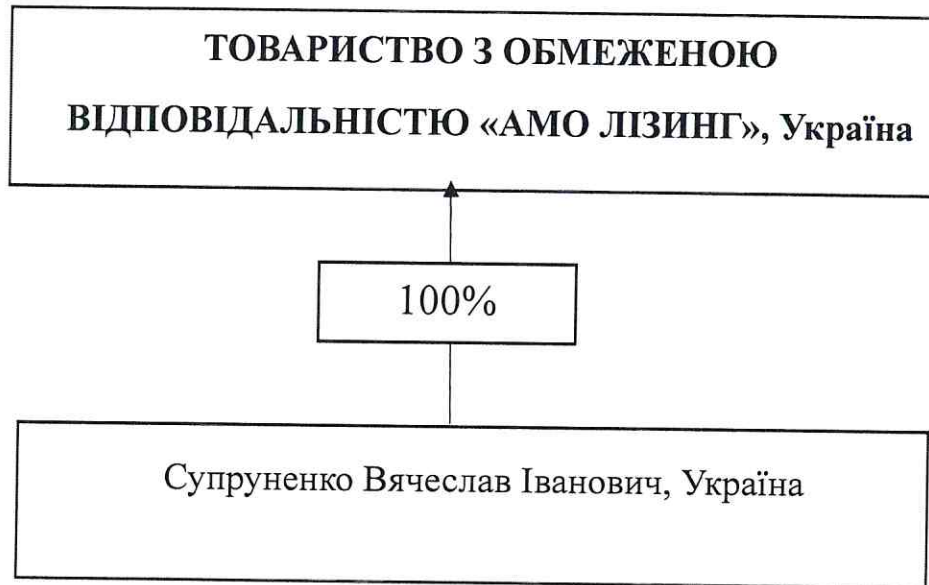 ТОВАРИСТВО З ОБМЕЖЕНОЮ
ВІДПОВІДАЛЬНІСТЮ «АМО ЛІЗИНГ», Україна
100%
Супруненко Вячеслав Іванович, Україна